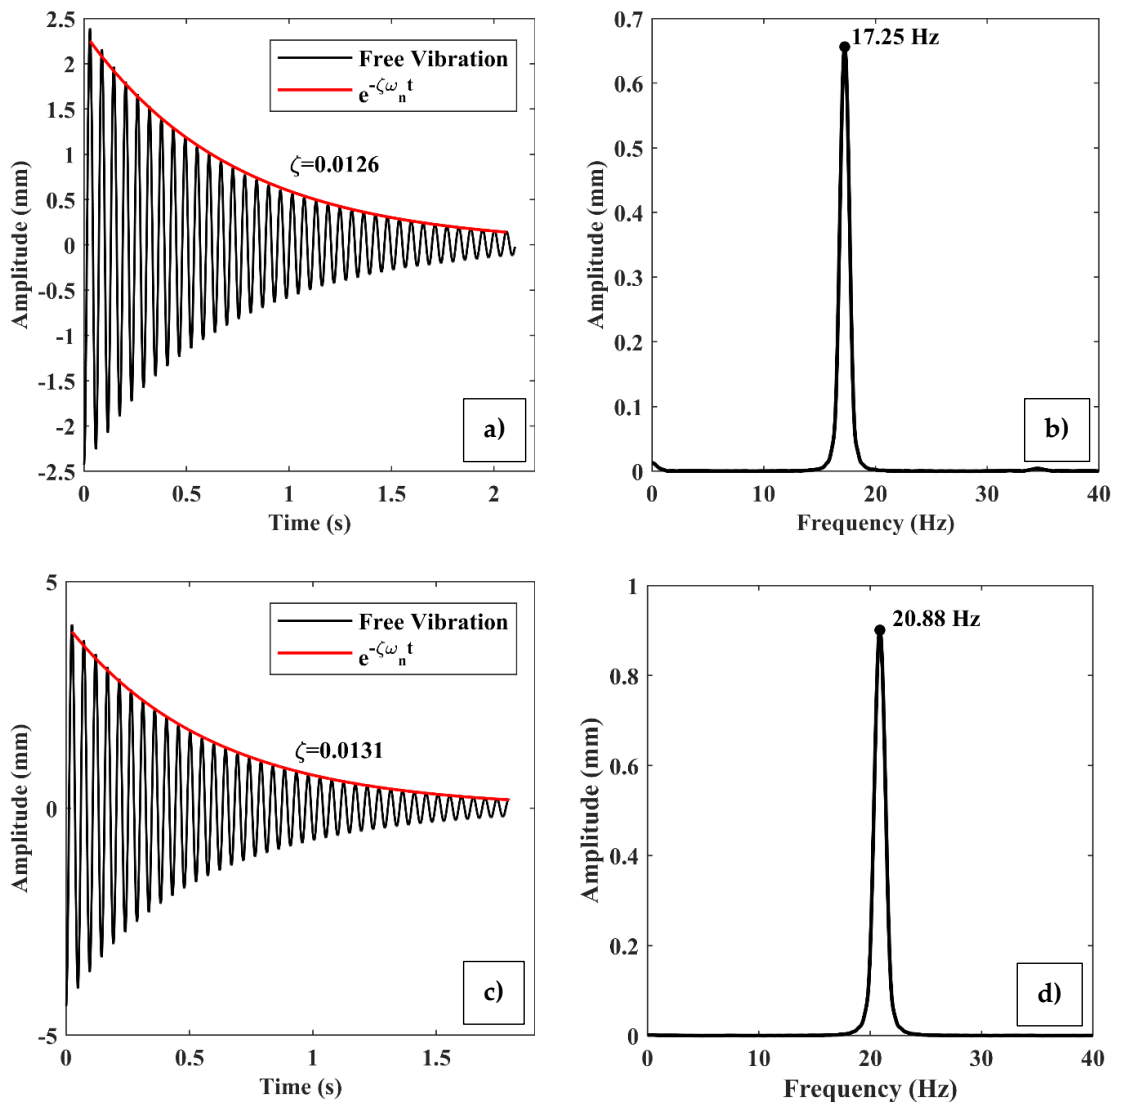 2.5
2
1.5
1
0.5
0
-0.5
-1
-1.5
-2
-2.5
Amplitude (mm)
Free Vibration
e^-ζω_n t
ζ=0.0126
a)
0
0.5
1
1.5
2
Time (s)
0.7
0.6
0.5
0.4
0.3
0.2
0.1
0
Amplitude (mm)
17.25 Hz
b)
0
10
20
30
40
Frequency (Hz)
5
0
-5
Amplitude (mm)
Free Vibration
e^-ζω_n t
ζ=0.0131
c)
0
0.5
1
1.5
Time (s)
1
0.8
0.6
0.4
0.2
0
Amplitude (mm)
20.88 Hz
d)
0
10
20
30
40
Frequency (Hz)